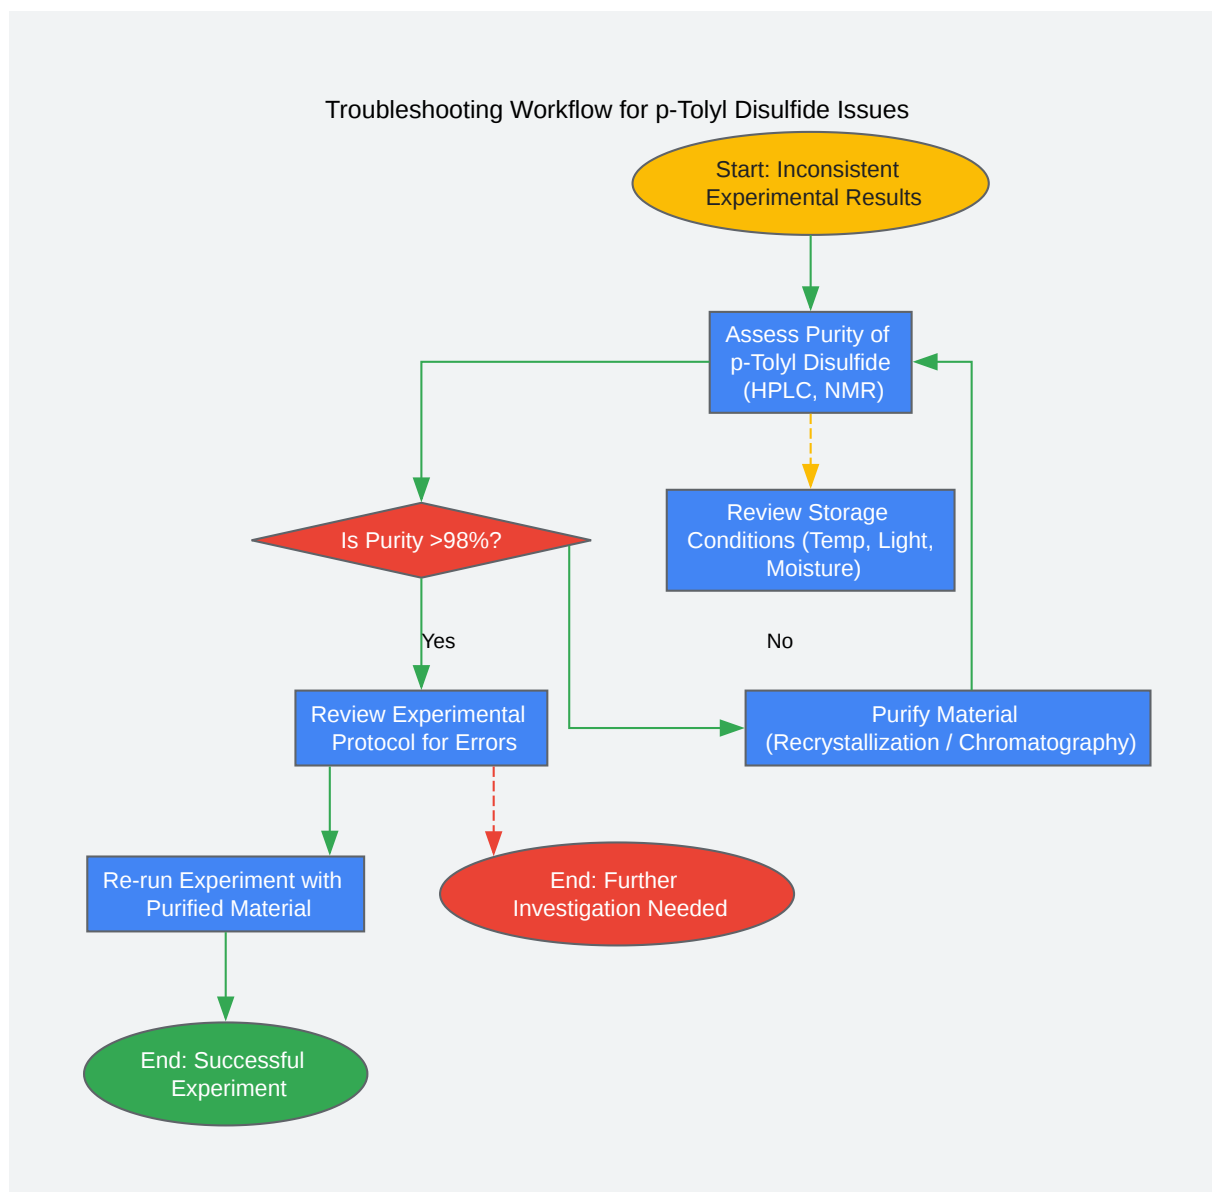 Troubleshooting Workflow for p-Tolyl Disulfide Issues
Start: Inconsistent
Experimental Results
Assess Purity of
p-Tolyl Disulfide
(HPLC, NMR)
Is Purity >98%?
Review Storage
Conditions (Temp, Light,
Moisture)
Yes
No
Review Experimental
Protocol for Errors
Purify Material
(Recrystallization / Chromatography)
Re-run Experiment with
Purified Material
End: Further
Investigation Needed
End: Successful
Experiment